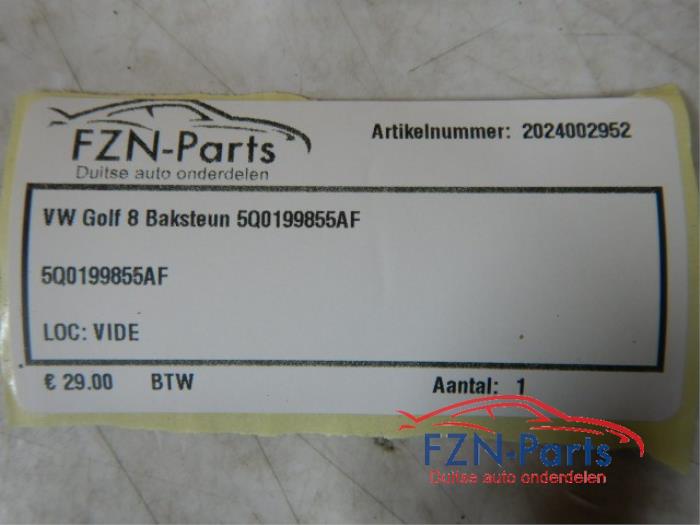 FZN-Parts
Duitse auto onderdelen
Artikelnummer: 2024002952
VW Golf 8 Baksteun 5Q0199855AF
5Q0199855AF
LOC: VIDE
€ 29.00 BTW Aantal: 1
FZN-Parts
Duitse auto onderdelen